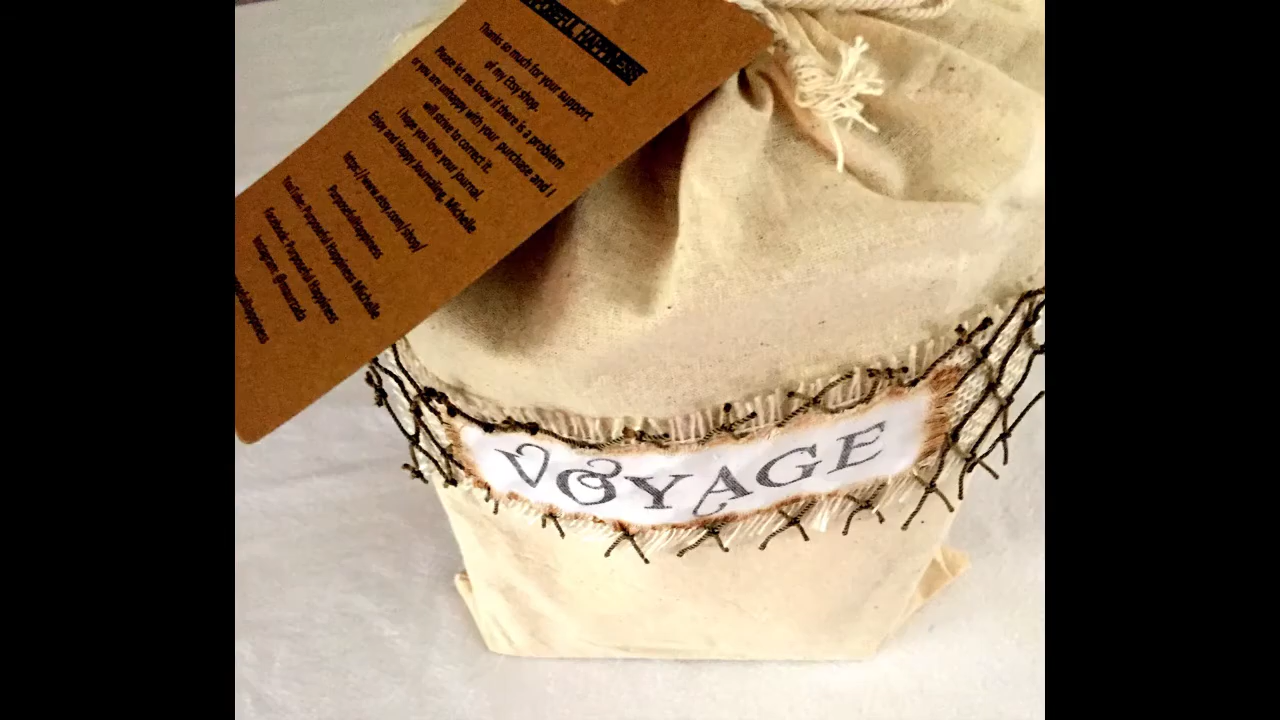 HAPPINESS
Thanks so much for your support
of my Etsy shop.
Please let me know if there is a problem
or you are unhappy with your purchase and I
will strive to correct it.
I hope you love your journal.
Enjoy and Happy Journaling, Michelle
https://www.etsy.com/shop/
PurposefulHappiness
YouTube: Purposeful Happiness Michelle
Facebook: Purposeful Happiness
Instagram:
VOYAGE